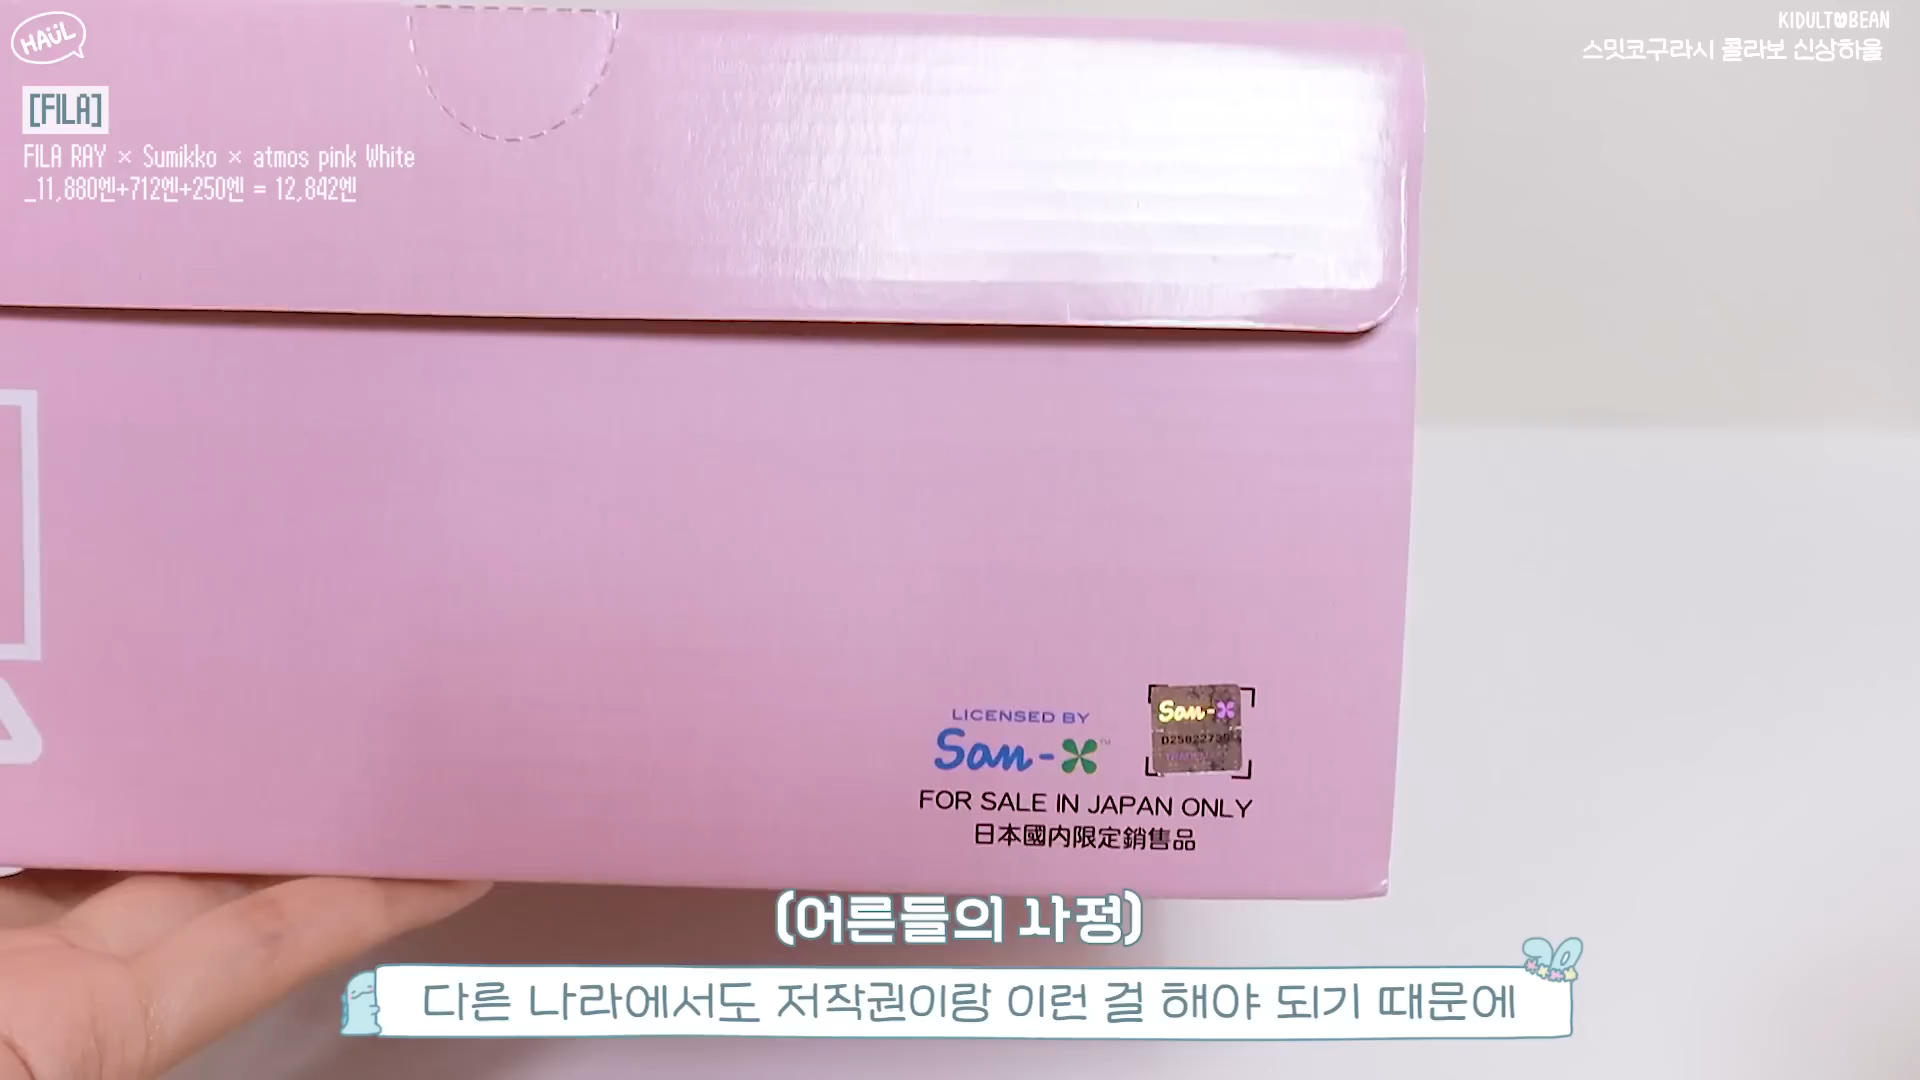 HAUL
KIDULT BEAN
스밋코구라시 콜라보 신상하울
[FILA]
FILA RAY × Sumikko × atmos pink White
_11,880엔+712엔+250엔 = 12,842엔
LICENSED BY
San-X™
San-X
FOR SALE IN JAPAN ONLY
日本國内限定銷售品
(어른들의 사정)
다른 나라에서도 저작권이랑 이런 걸 해야 되기 때문에